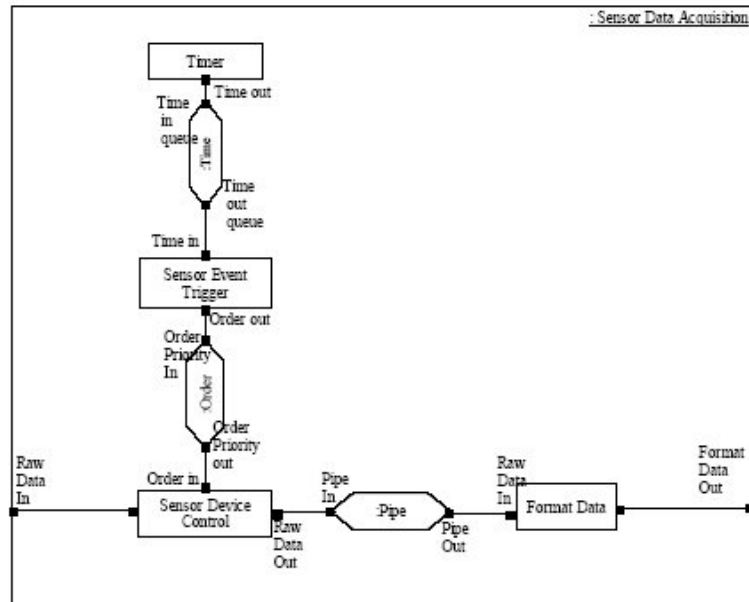 : Sensor Data Acquisition
Timer
Time out
Time
in
queue
:Time
Time
out
queue
Time in
Sensor Event
Trigger
Order out
Order
Priority
In
:Order
Order
Priority
out
Order in
Raw
Data
In
Sensor Device
Control
Raw
Data
Out
Pipe
In
:Pipe
Pipe
Out
Raw
Data
In
Format Data
Format
Data
Out